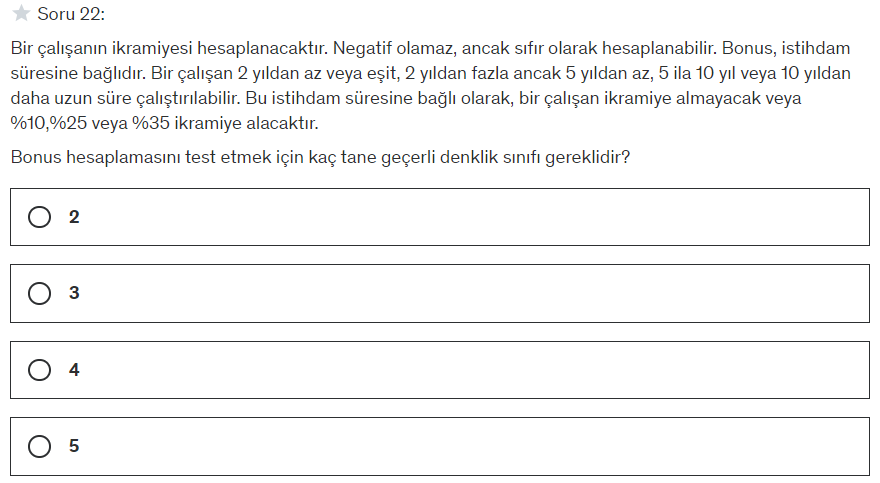 Soru 22:
Bir çalışanın ikramiyesi hesaplanacaktır. Negatif olamaz, ancak sıfır olarak hesaplanabilir. Bonus, istihdam
süresine bağlıdır. Bir çalışan 2 yıldan az veya eşit, 2 yıldan fazla ancak 5 yıldan az, 5 ila 10 yıl veya 10 yıldan
daha uzun süre çalıştırılabilir. Bu istihdam süresine bağlı olarak, bir çalışan ikramiye almayacak veya
%10,%25 veya %35 ikramiye alacaktır.
Bonus hesaplamasını test etmek için kaç tane geçerli denklik sınıfı gereklidir?
2
3
4
5